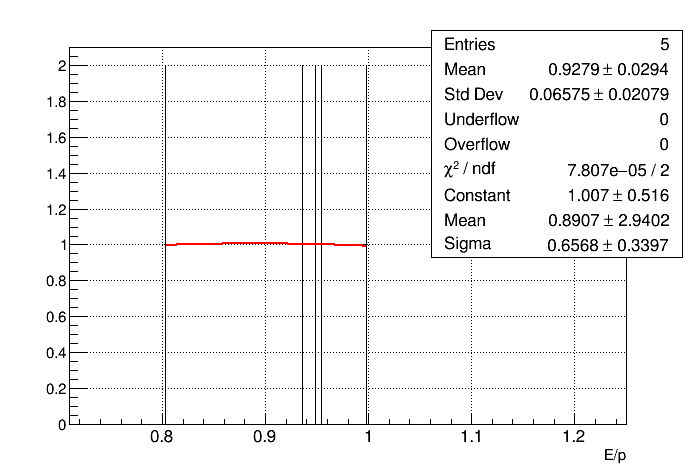 Entries 5
Mean 0.9279 ± 0.0294
Std Dev 0.06575 ± 0.02079
Underflow 0
Overflow 0
χ² / ndf 7.807e−05 / 2
Constant 1.007 ± 0.516
Mean 0.8907 ± 2.9402
Sigma 0.6568 ± 0.3397
2
1.8
1.6
1.4
1.2
1
0.8
0.6
0.4
0.2
0
0.8 0.9 1 1.1 1.2
E/p